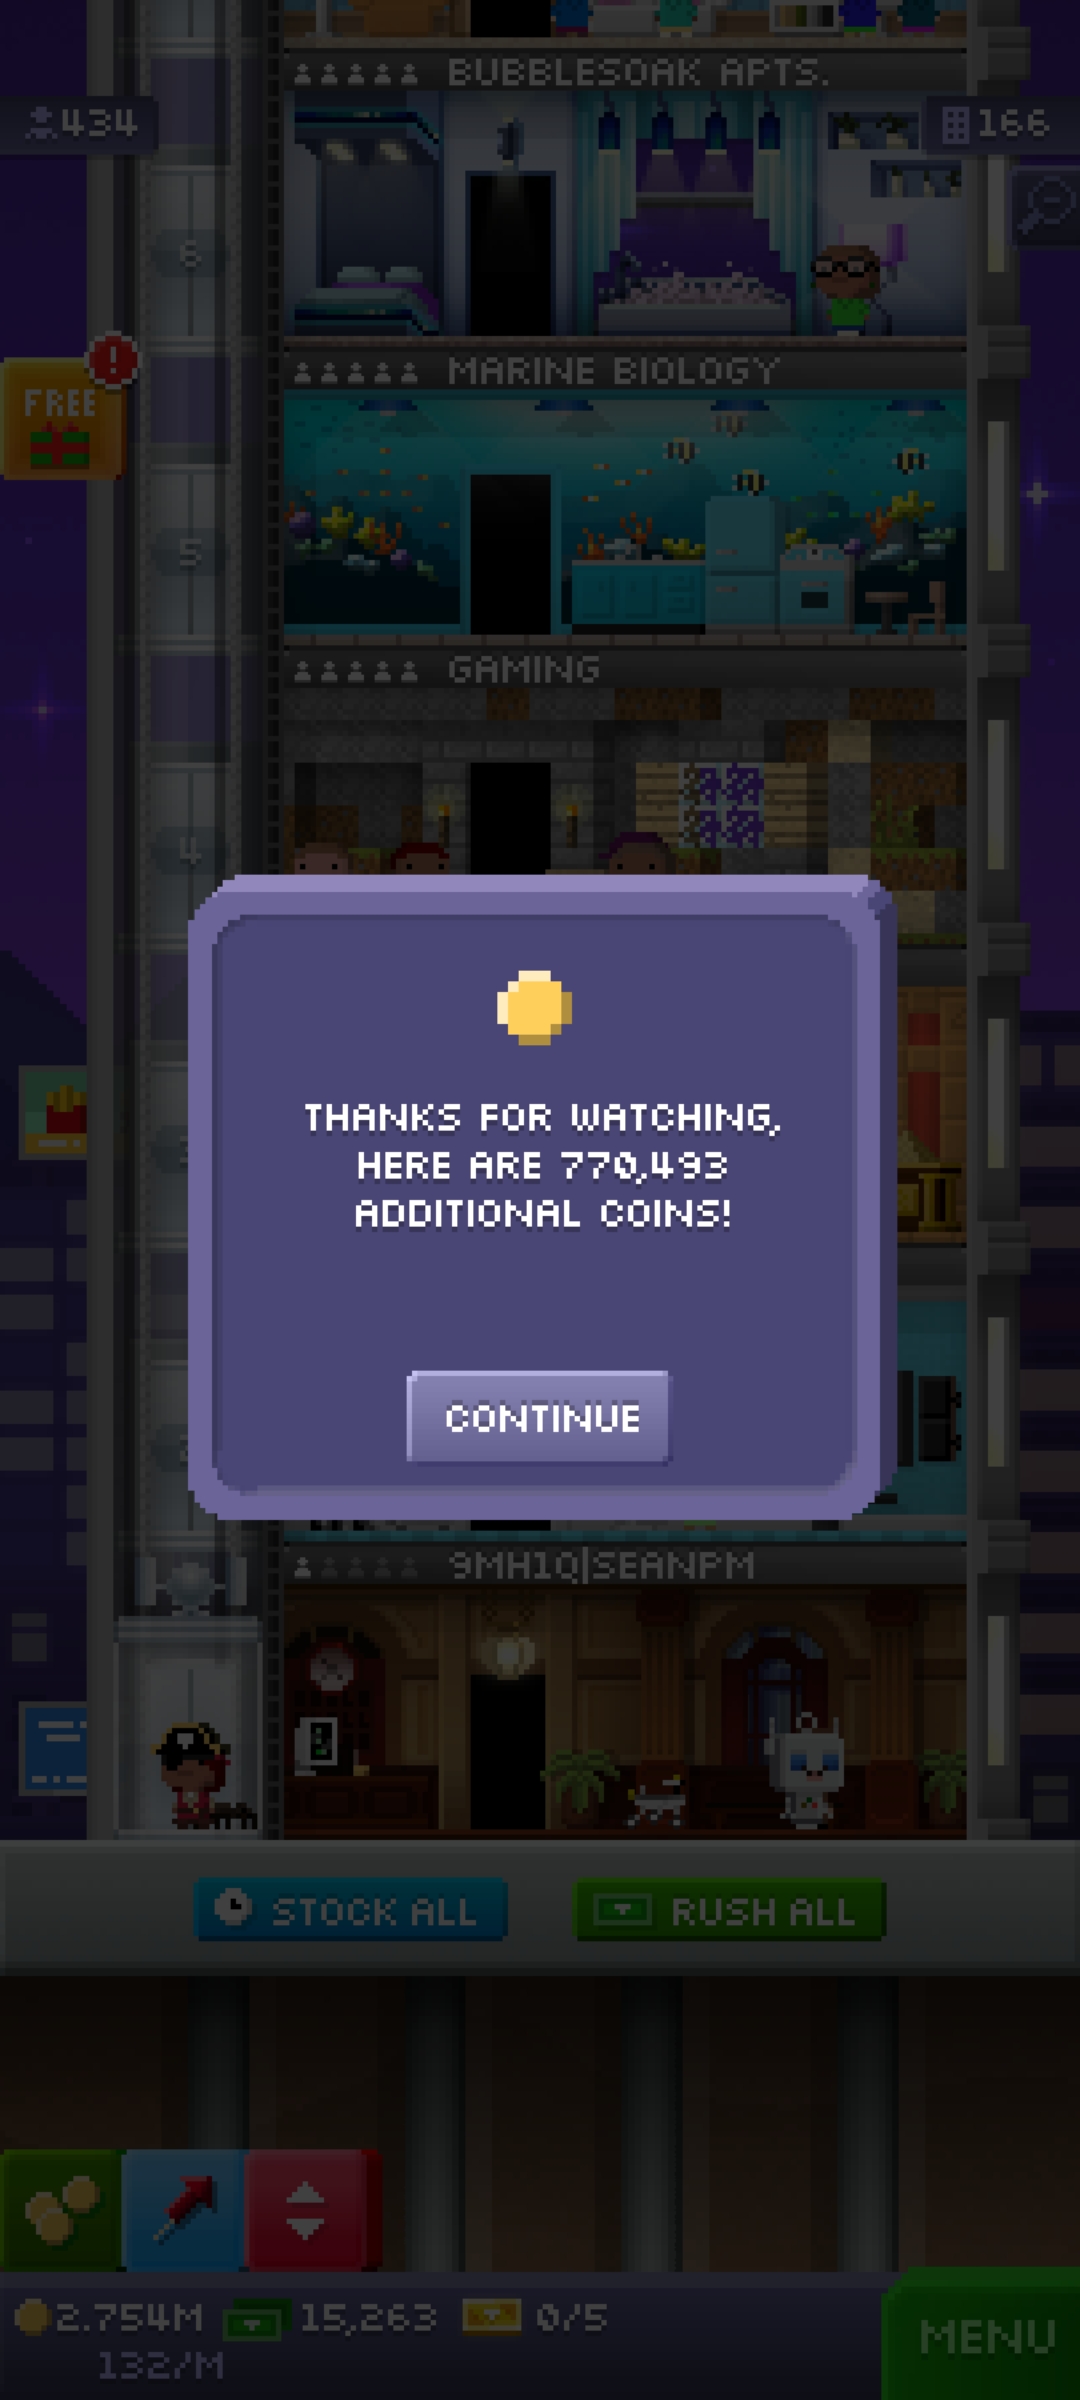 BUBBLESOAK APTS.
434
166
6
MARINE BIOLOGY
FREE
!
5
GAMING
4
THANKS FOR WATCHING,
HERE ARE 770,493
ADDITIONAL COINS!
CONTINUE
9MH1Q|SEANPM
STOCK ALL
RUSH ALL
2.754M
15,263
0/5
132/M
MENU